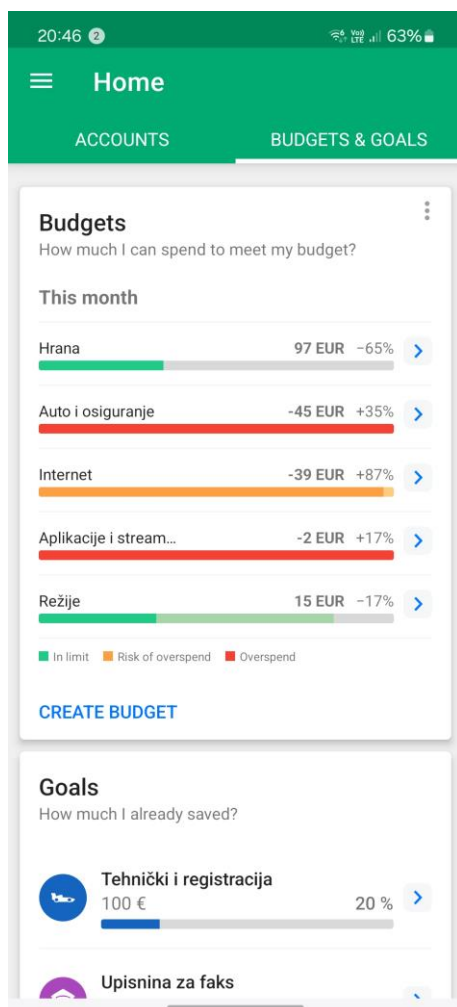 20:46 2 Vo)) LTE 63%
Home
ACCOUNTS BUDGETS & GOALS
Budgets
How much I can spend to meet my budget?
This month
Hrana 97 EUR −65%
Auto i osiguranje -45 EUR +35%
Internet -39 EUR +87%
Aplikacije i stream... -2 EUR +17%
Režije 15 EUR −17%
In limit Risk of overspend Overspend
CREATE BUDGET
Goals
How much I already saved?
Tehnički i registracija
100 € 20 %
Upisnina za faks